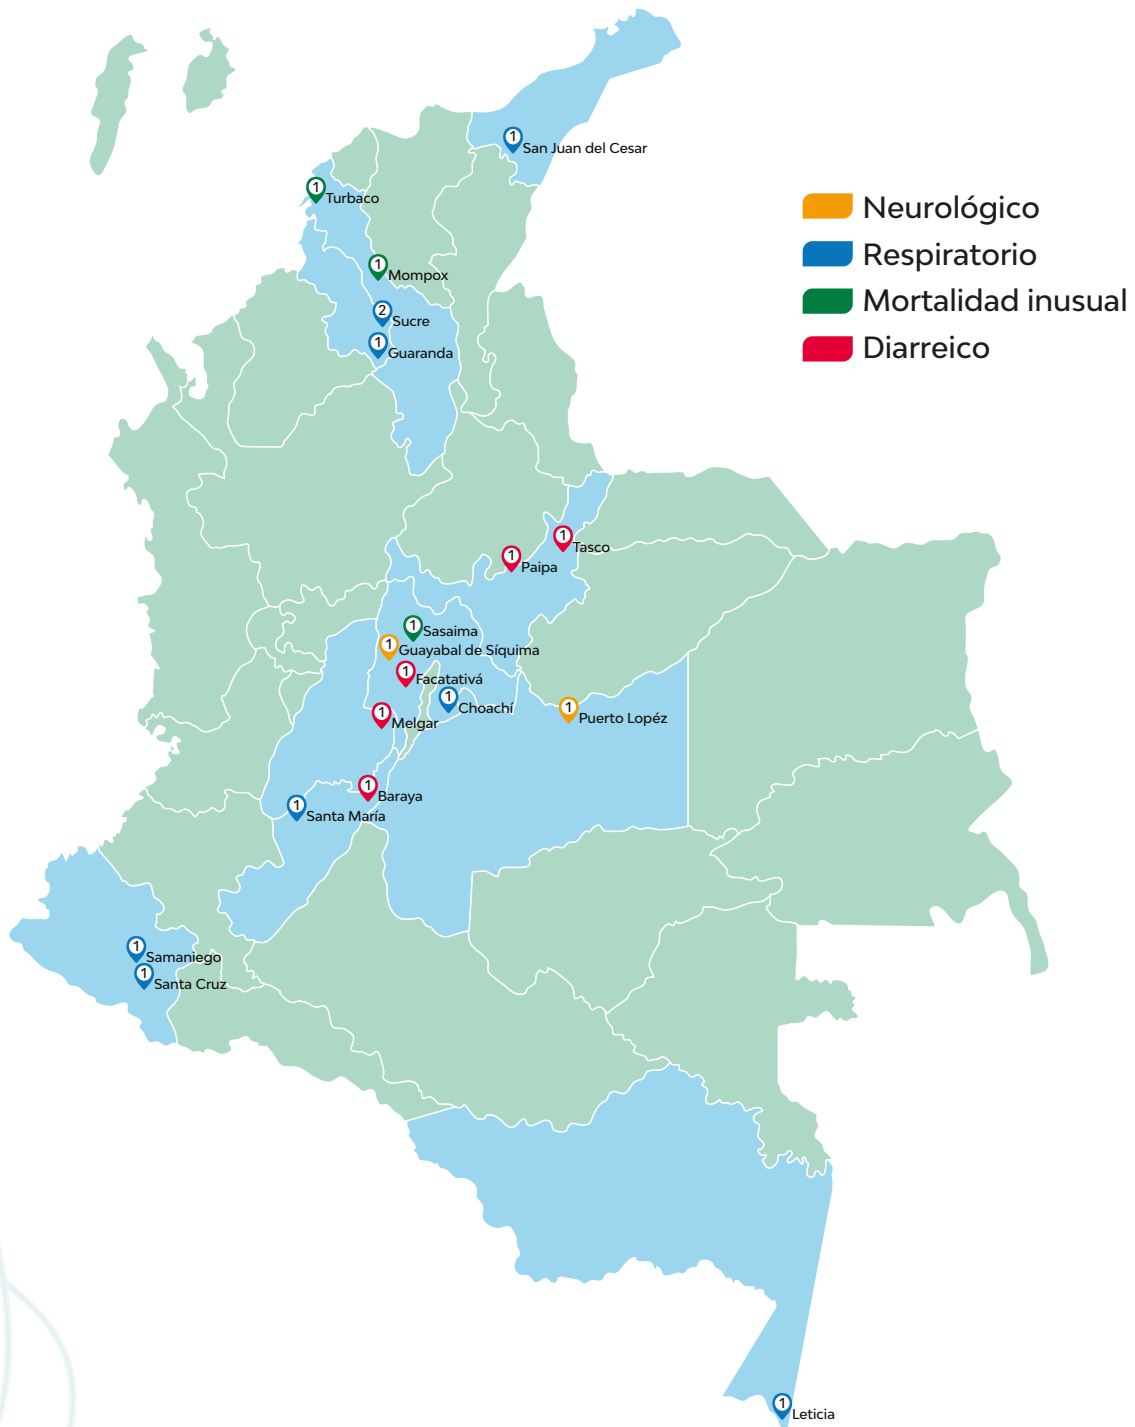 1
San Juan del Cesar
1
Turbaco
1
Mompox
2
Sucre
1
Guaranda
Neurológico
Respiratorio
Mortalidad inusual
Diarreico
1
Tasco
1
Paipa
1
Sasaima
1
Guayabal de Síquima
1
Facatativá
1
Choachí
1
Melgar
1
Puerto Lopéz
1
Baraya
1
Santa María
1
Samaniego
1
Santa Cruz
1
Leticia